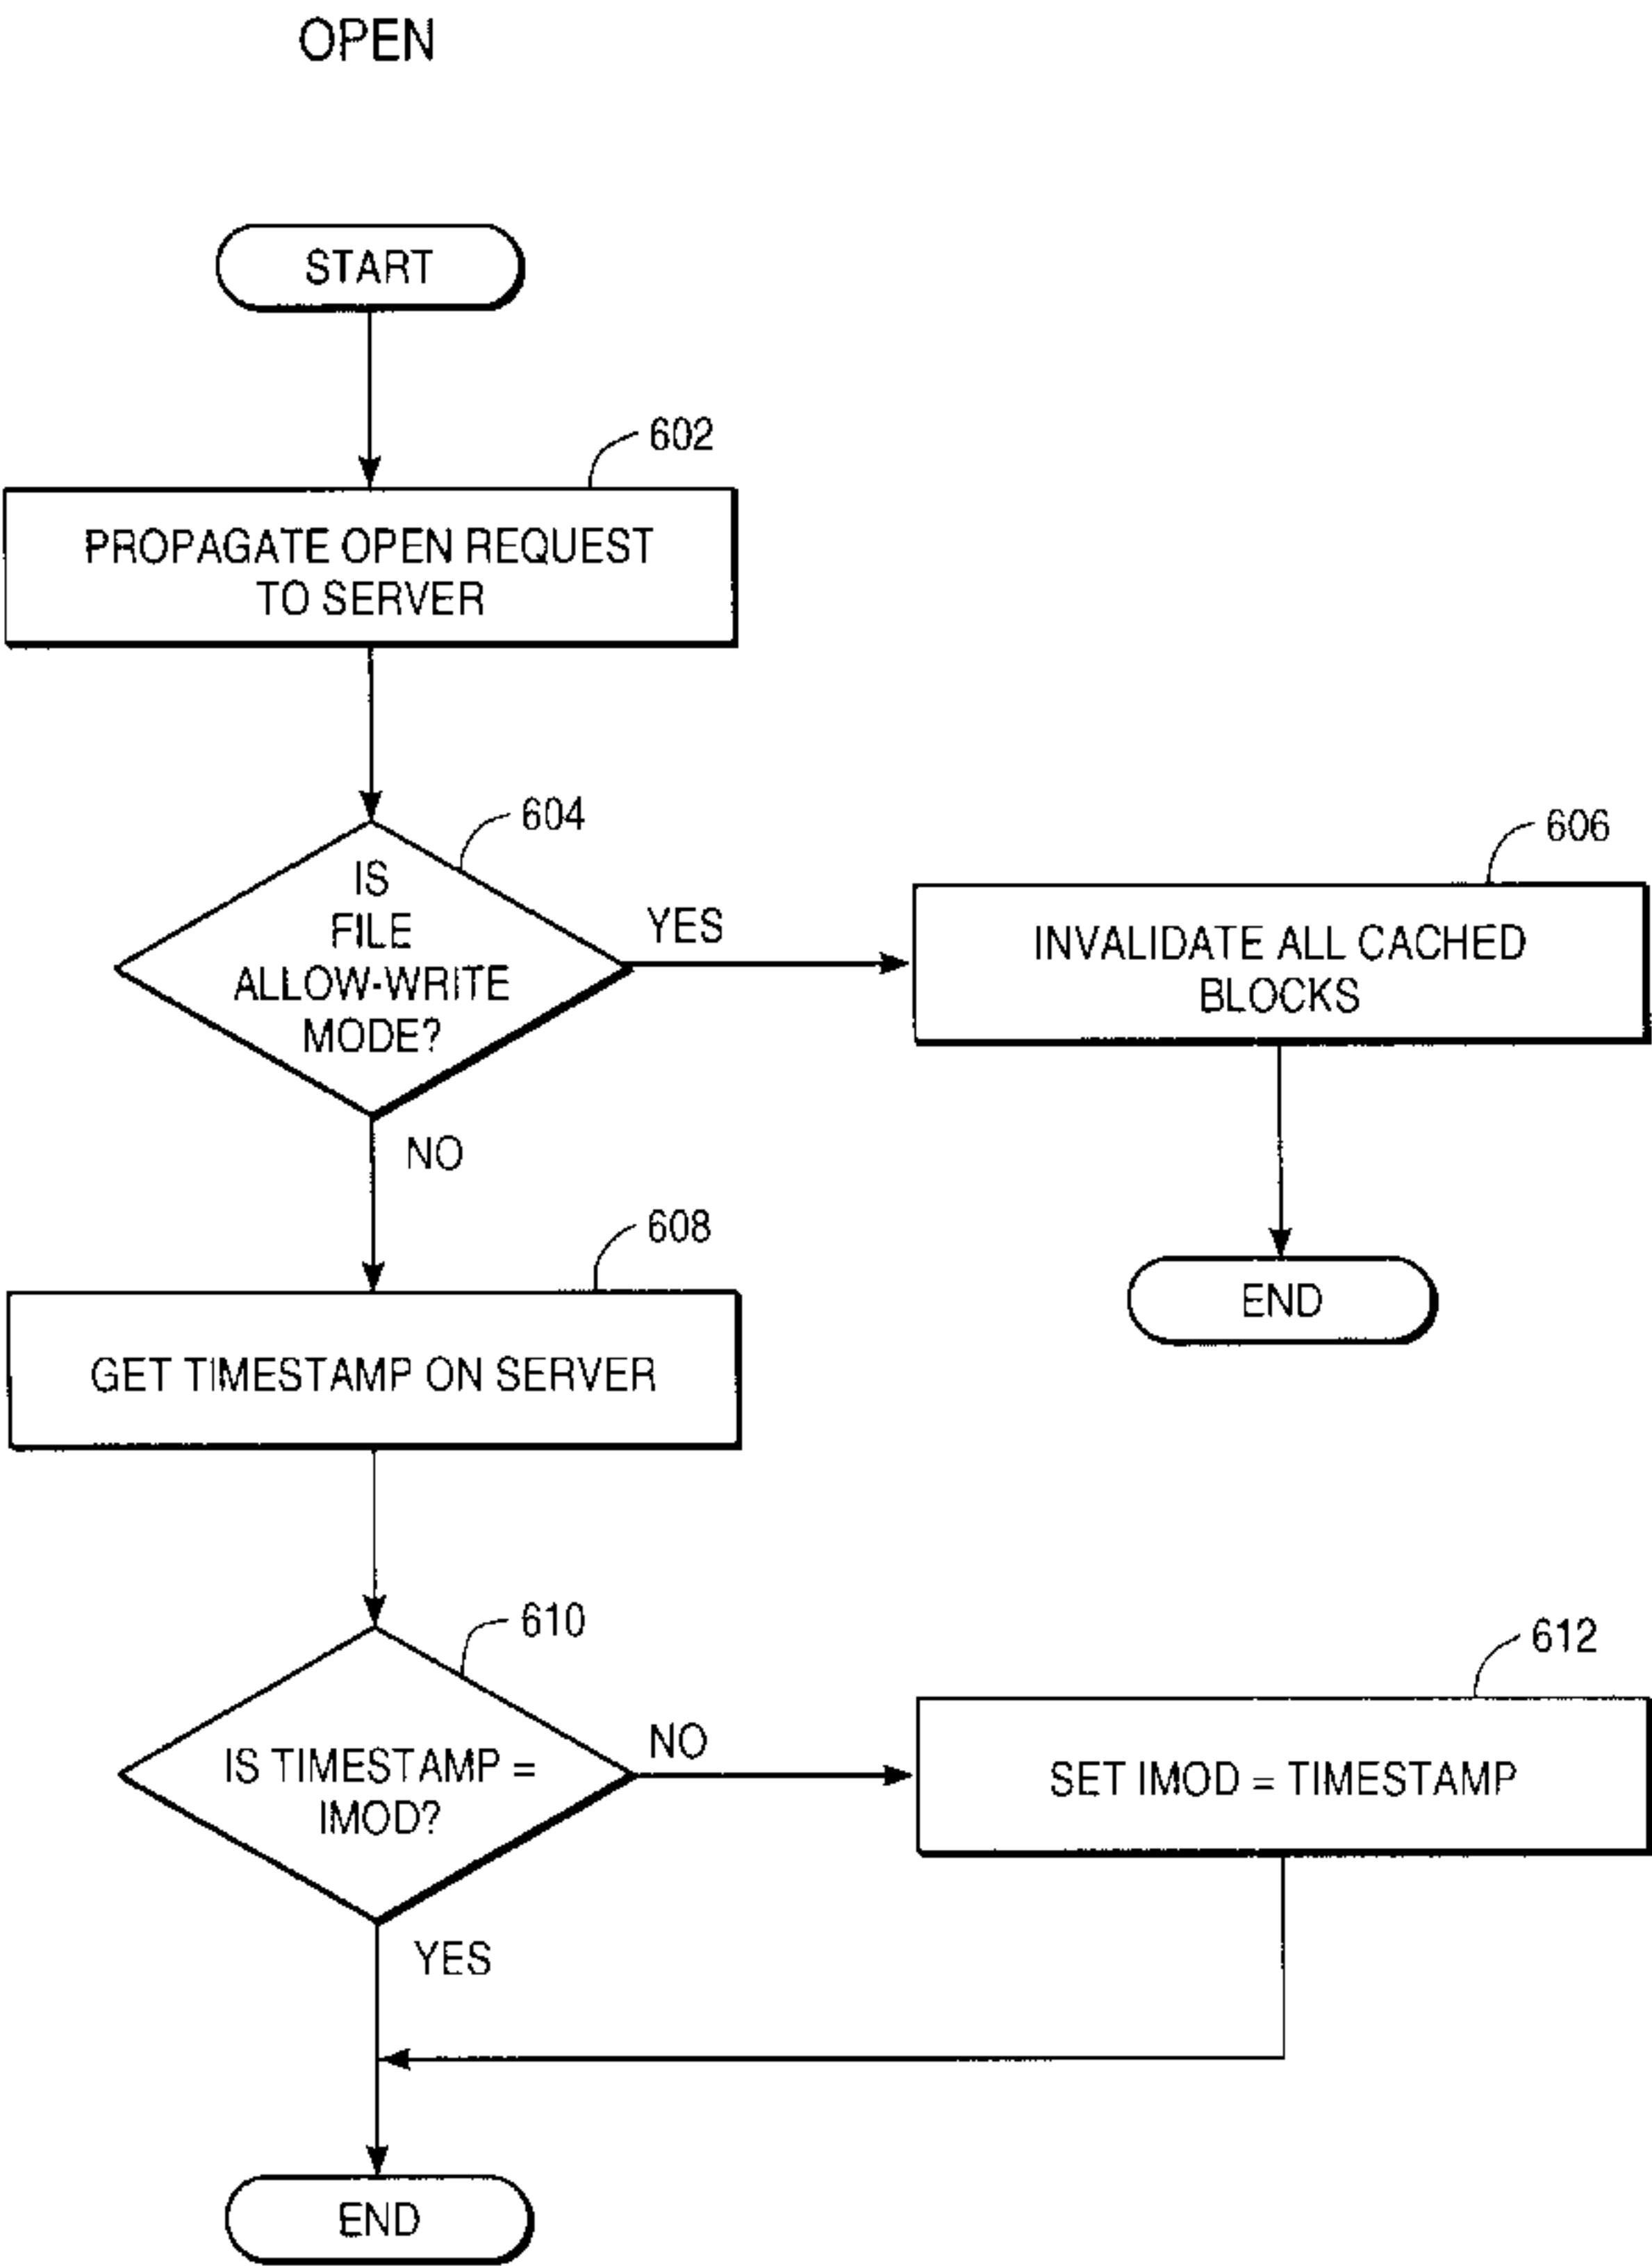 OPEN
START
602
PROPAGATE OPEN REQUEST
TO SERVER
604
IS
FILE
ALLOW-WRITE
MODE?
YES
606
INVALIDATE ALL CACHED
BLOCKS
NO
END
608
GET TIMESTAMP ON SERVER
610
IS TIMESTAMP =
IMOD?
NO
612
SET IMOD = TIMESTAMP
YES
END